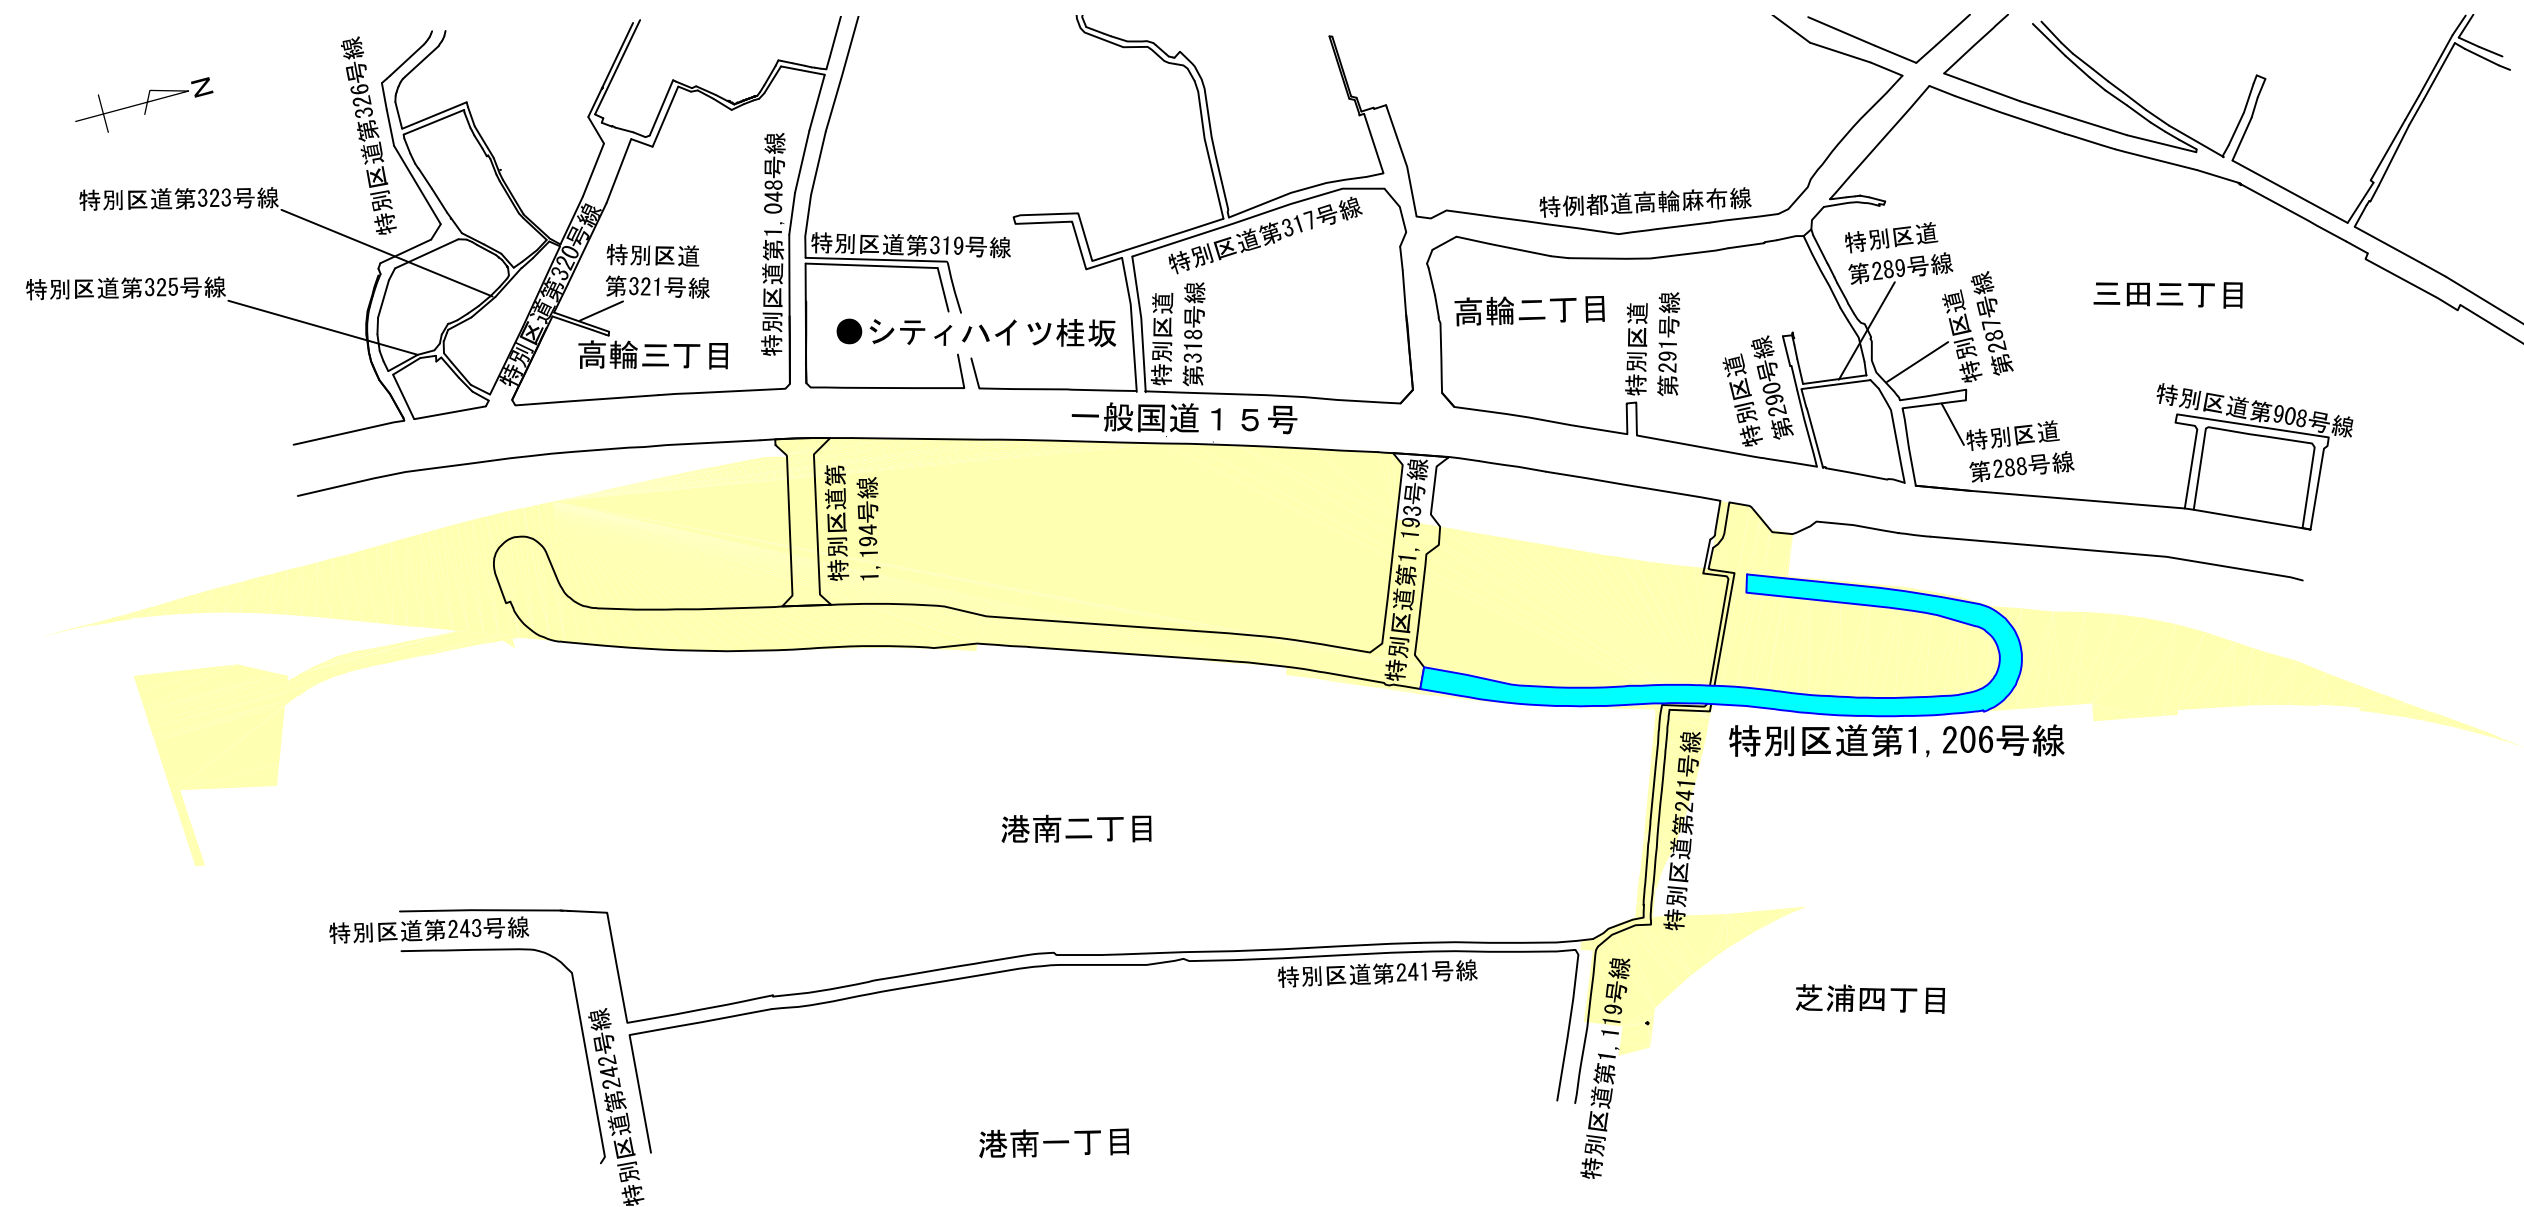 N
特別区道第326号線
特別区道第323号線
特別区道第325号線
特別区道第320号線
特別区道
第321号線
高輪三丁目
特別区道第1,048号線
特別区道第319号線
●シティハイツ桂坂
特別区道第317号線
特別区道
第318号線
特例都道高輪麻布線
高輪二丁目
特別区道
第291号線
特別区道
第290号線
特別区道
第289号線
特別区道
第287号線
特別区道
第288号線
三田三丁目
特別区道第908号線
一般国道１５号
特別区道第
1,194号線
特別区道第1,193号線
特別区道第1,206号線
特別区道第241号線
港南二丁目
特別区道第243号線
特別区道第242号線
特別区道第241号線
特別区道第1,119号線
芝浦四丁目
港南一丁目